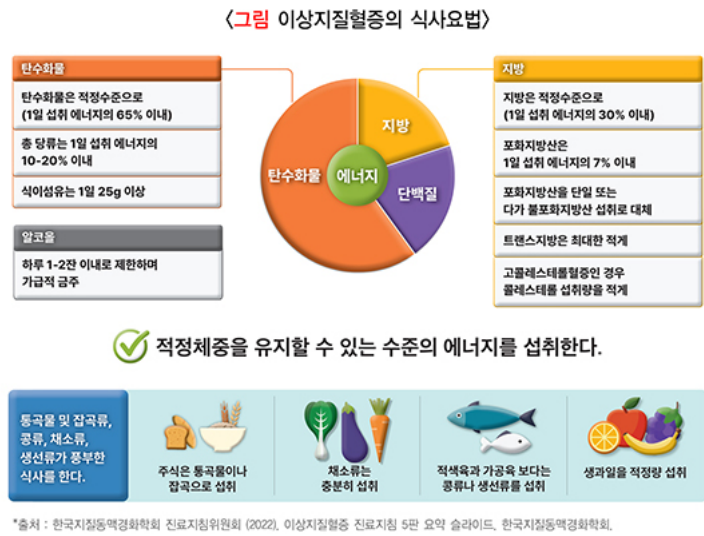 <그림 이상지질혈증의 식사요법>
탄수화물
탄수화물은 적정수준으로
(1일 섭취 에너지의 65% 이내)
총 당류는 1일 섭취 에너지의
10-20% 이내
식이섬유는 1일 25g 이상
알코올
하루 1-2잔 이내로 제한하며
가급적 금주
지방
탄수화물
에너지
단백질
지방
지방은 적정수준으로
(1일 섭취 에너지의 30% 이내)
포화지방산은
1일 섭취 에너지의 7% 이내
포화지방산을 단일 또는
다가 불포화지방산 섭취로 대체
트랜스지방은 최대한 적게
고콜레스테롤혈증인 경우
콜레스테롤 섭취량을 적게
적정체중을 유지할 수 있는 수준의 에너지를 섭취한다.
통곡물 및 잡곡류,
콩류, 채소류,
생선류가 풍부한
식사를 한다.
주식은 통곡물이나
잡곡으로 섭취
채소류는
충분히 섭취
적색육과 가공육 보다는
콩류나 생선류를 섭취
생과일을 적정량 섭취
*출처 : 한국지질동맥경화학회 진료지침위원회 (2022). 이상지질혈증 진료지침 5판 요약 슬라이드. 한국지질동맥경화학회.